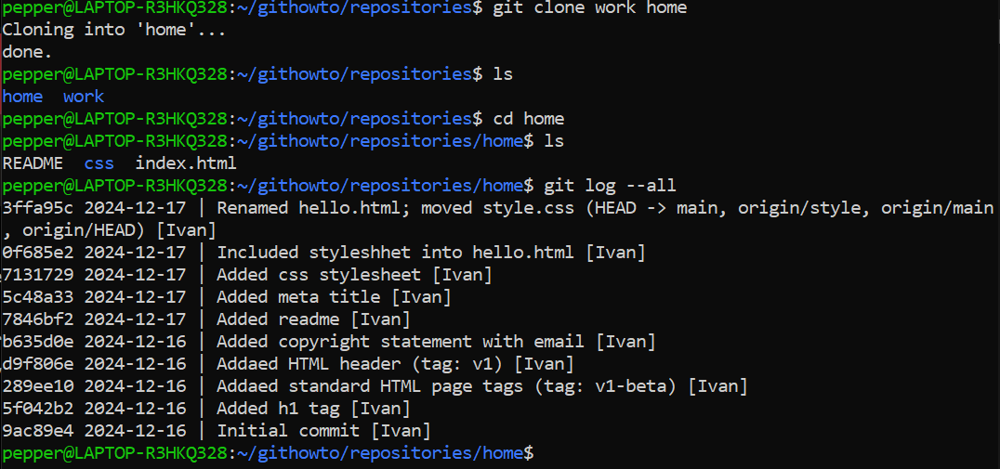 pepper@LAPTOP-R3HKQ328:~/githowto/repositories$ git clone work home
Cloning into 'home'...
done.
pepper@LAPTOP-R3HKQ328:~/githowto/repositories$ ls
home  work
pepper@LAPTOP-R3HKQ328:~/githowto/repositories$ cd home
pepper@LAPTOP-R3HKQ328:~/githowto/repositories/home$ ls
README  css  index.html
pepper@LAPTOP-R3HKQ328:~/githowto/repositories/home$ git log --all
3ffa95c 2024-12-17 | Renamed hello.html; moved style.css (HEAD -> main, origin/style, origin/main
, origin/HEAD) [Ivan]
0f685e2 2024-12-17 | Included styleshhet into hello.html [Ivan]
7131729 2024-12-17 | Added css stylesheet [Ivan]
5c48a33 2024-12-17 | Added meta title [Ivan]
7846bf2 2024-12-17 | Added readme [Ivan]
b635d0e 2024-12-16 | Added copyright statement with email [Ivan]
d9f806e 2024-12-16 | Addaed HTML header (tag: v1) [Ivan]
289ee10 2024-12-16 | Addaed standard HTML page tags (tag: v1-beta) [Ivan]
5f042b2 2024-12-16 | Added h1 tag [Ivan]
9ac89e4 2024-12-16 | Initial commit [Ivan]
pepper@LAPTOP-R3HKQ328:~/githowto/repositories/home$